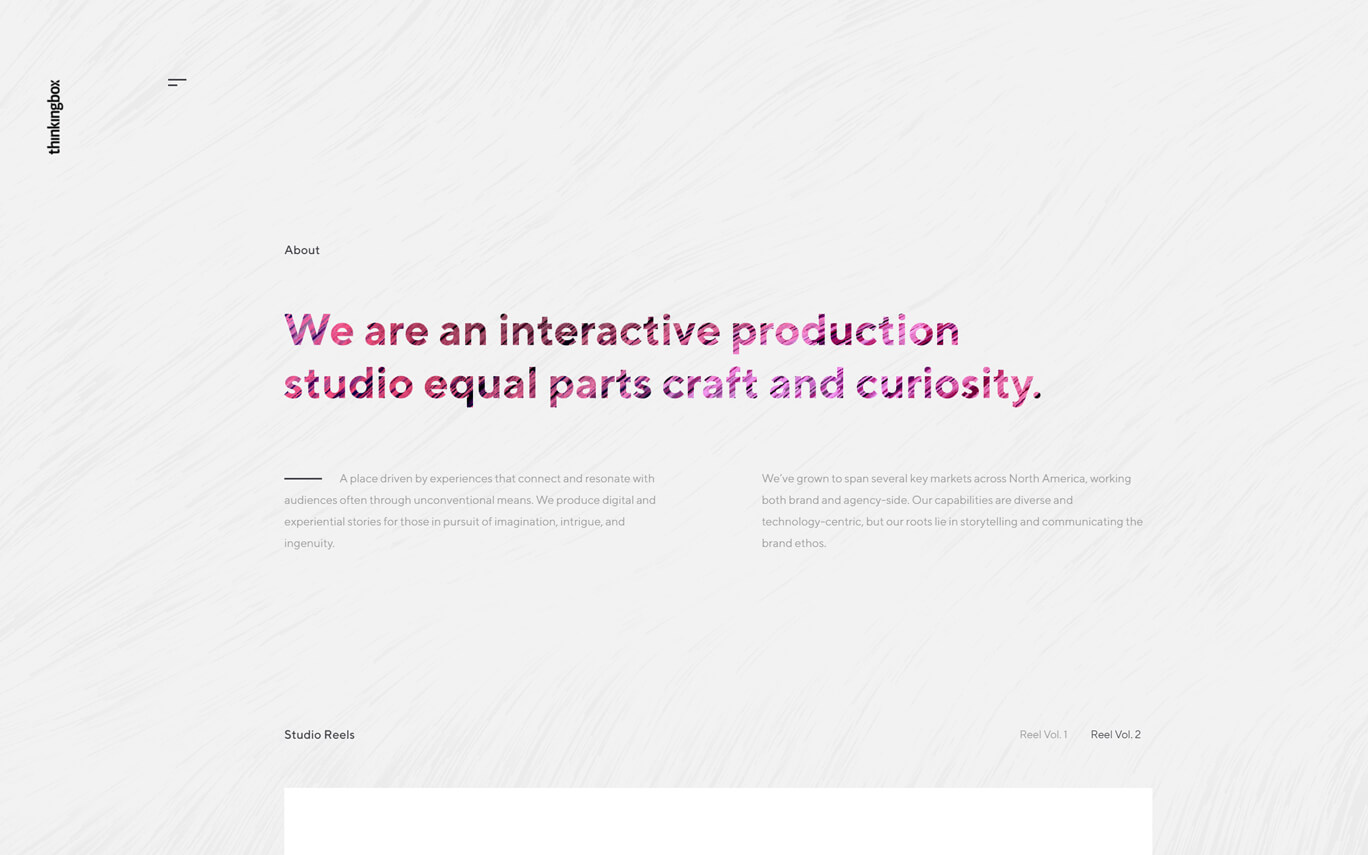 thinkingbox
About
We are an interactive production
studio equal parts craft and curiosity.
A place driven by experiences that connect and resonate with
audiences often through unconventional means. We produce digital and
experiential stories for those in pursuit of imagination, intrigue, and
ingenuity.
We've grown to span several key markets across North America, working
both brand and agency-side. Our capabilities are diverse and
technology-centric, but our roots lie in storytelling and communicating the
brand ethos.
Studio Reels
Reel Vol. 1
Reel Vol. 2